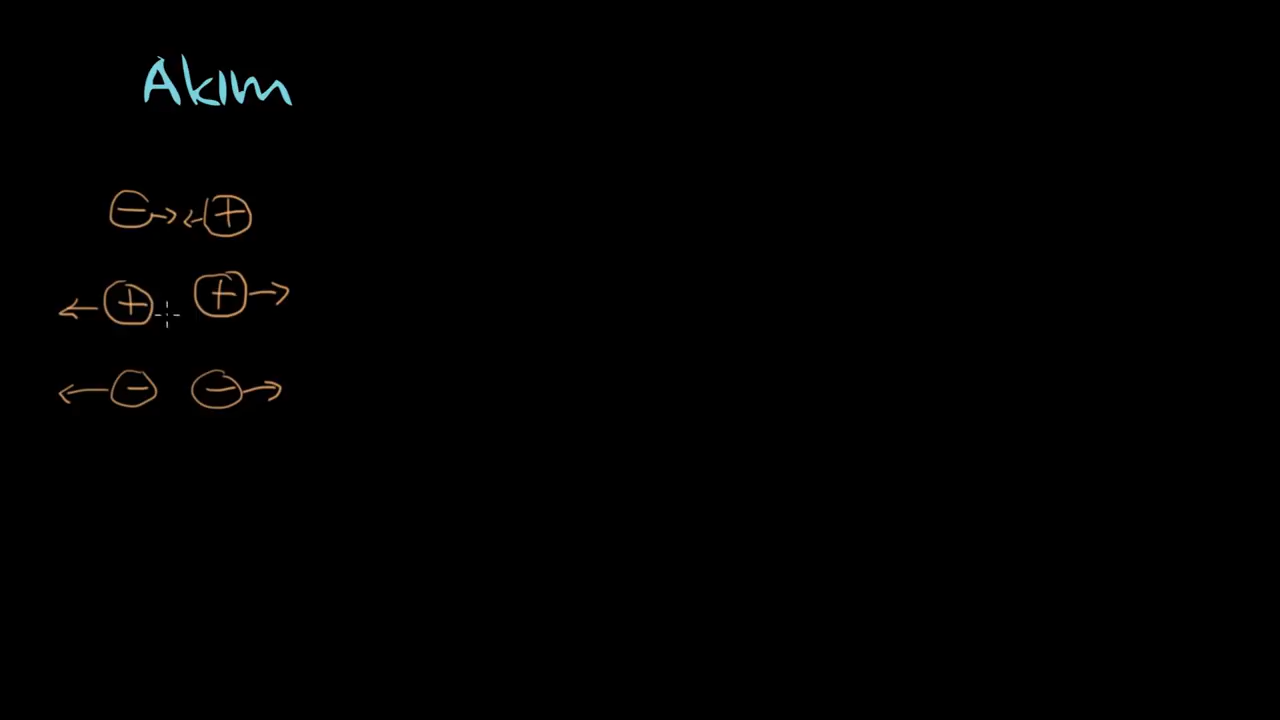 Akım
- +
+ +
- -